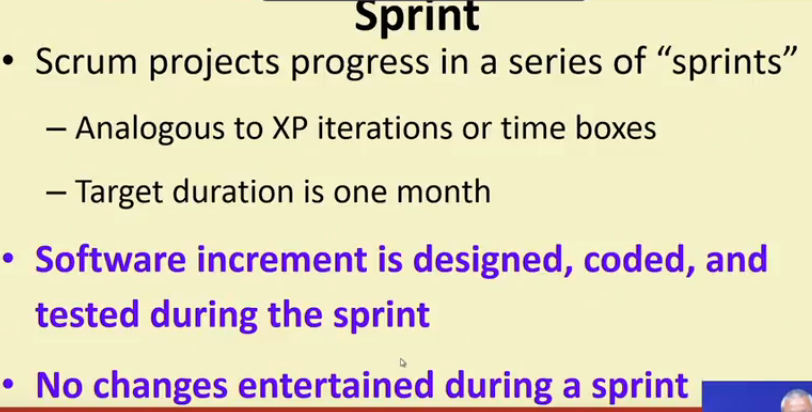 Sprint
• Scrum projects progress in a series of “sprints”
– Analogous to XP iterations or time boxes
– Target duration is one month
• Software increment is designed, coded, and
tested during the sprint
• No changes entertained during a sprint